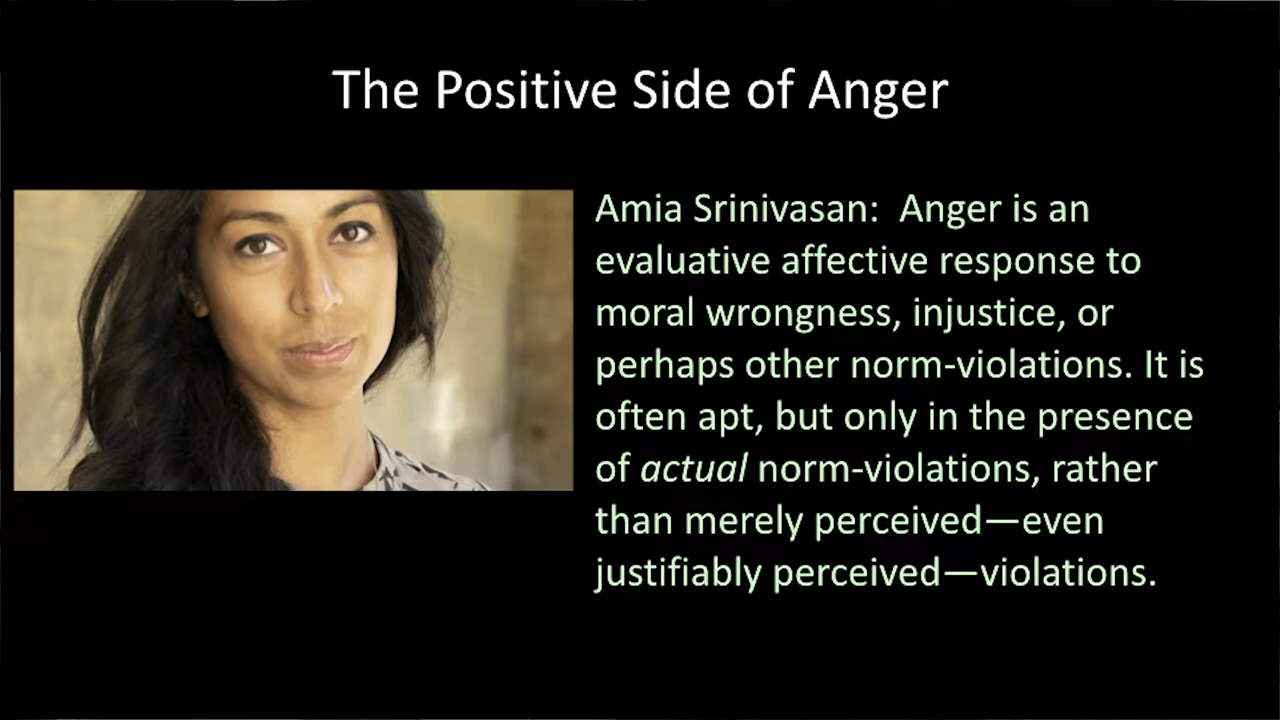 The Positive Side of Anger
Amia Srinivasan:  Anger is an
evaluative affective response to
moral wrongness, injustice, or
perhaps other norm-violations. It is
often apt, but only in the presence
of actual norm-violations, rather
than merely perceived—even
justifiably perceived—violations.